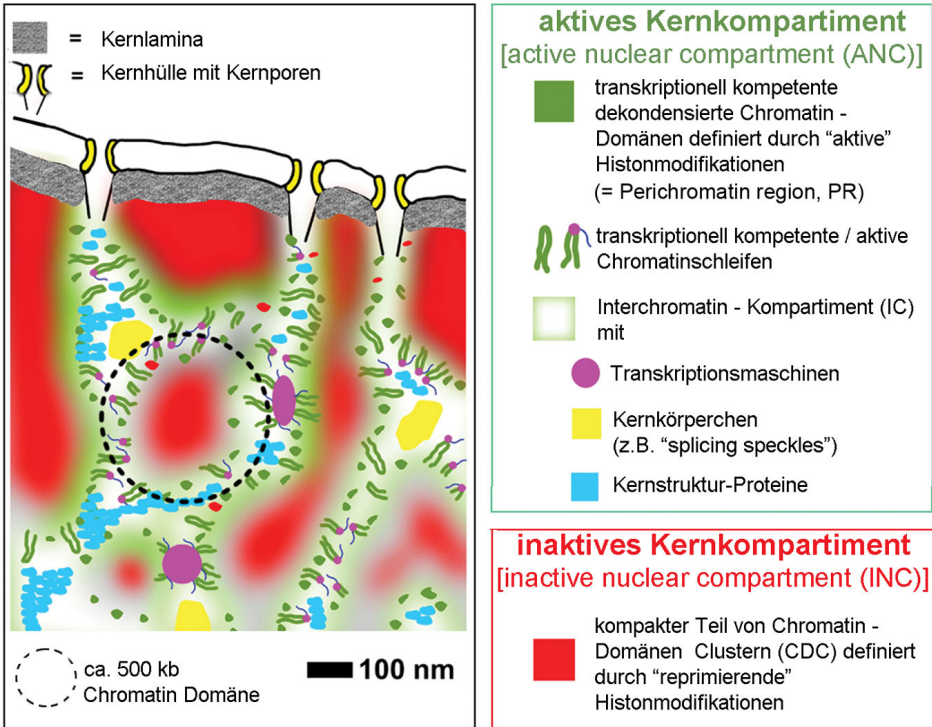 = Kernlamina
= Kernhülle mit Kernporen
ca. 500 kb
Chromatin Domäne
100 nm
aktives Kernkompartiment
[active nuclear compartment (ANC)]
transkriptionell kompetente
dekondensierte Chromatin -
Domänen definiert durch “aktive”
Histonmodifikationen
(= Perichromatin region, PR)
transkriptionell kompetente / aktive
Chromatinschleifen
Interchromatin - Kompartiment (IC)
mit
Transkriptionsmaschinen
Kernkörperchen
(z.B. “splicing speckles”)
Kernstruktur-Proteine
inaktives Kernkompartiment
[inactive nuclear compartment (INC)]
kompakter Teil von Chromatin -
Domänen Clustern (CDC) definiert
durch “reprimierende”
Histonmodifikationen